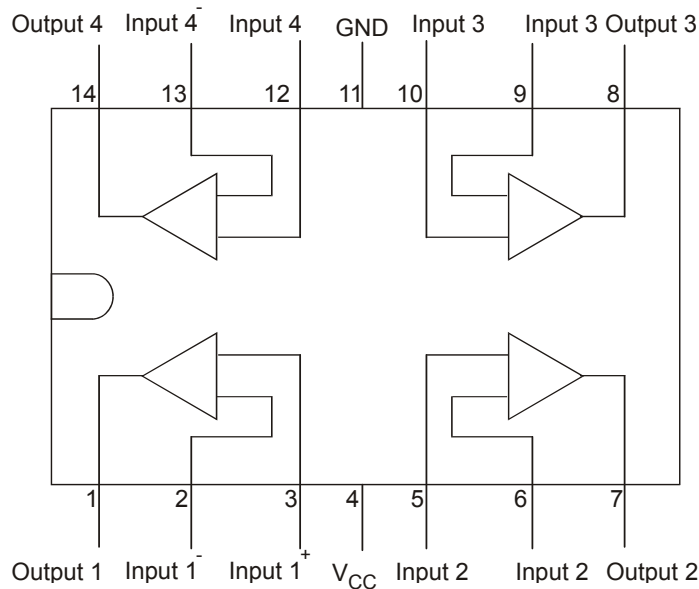 Output 4 Input 4⁻ Input 4 GND Input 3 Input 3 Output 3
14 13 12 11 10 9 8
1 2 3 4 5 6 7
Output 1 Input 1⁻ Input 1⁺ VCC Input 2 Input 2 Output 2